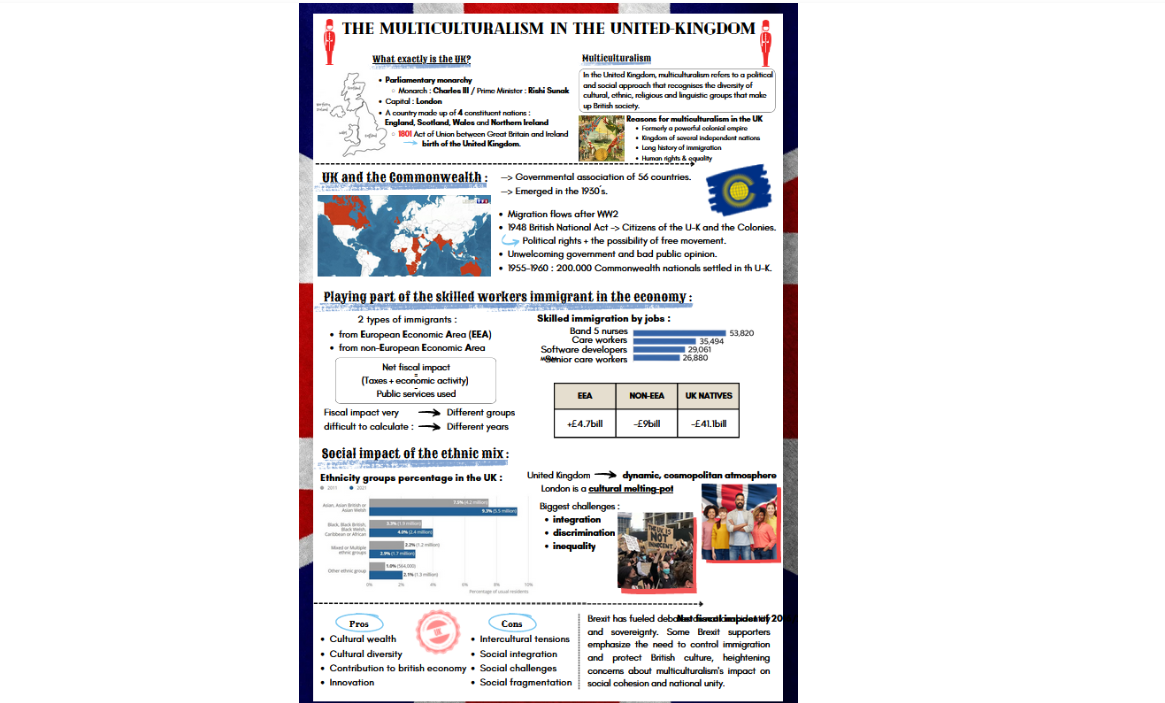 THE MULTICULTURALISM IN THE UNITED-KINGDOM
What exactly is the UK?
Scotland
Northern Ireland
England
• Parliamentary monarchy
Monarch : Charles III / Prime Minister : Rishi Sunak
• Capital : London
• A country made up of 4 constituent nations :
England, Scotland, Wales and Northern Ireland
1801 Act of Union between Great Britain and Ireland
birth of the United Kingdom.
Multiculturalism
In the United Kingdom, multiculturalism refers to a political
and social approach that recognises the diversity of
cultural, ethnic, religious and linguistic groups that make
up British society.
Reasons for multiculturalism in the UK
• Formerly a powerful colonial empire
• Kingdom of several independent nations
• Long history of immigration
• Human rights & equality
UK and the Commonwealth :
–> Governmental association of 56 countries.
–> Emerged in the 1930's.
• Migration flows after WW2
• 1948 British National Act –> Citizens of the U-K and the Colonies.
Political rights + the possibility of free movement.
• Unwelcoming government and bad public opinion.
• 1955-1960 : 200.000 Commonwealth nationals settled in th U-K.
Playing part of the skilled workers immigrant in the economy :
2 types of immigrants :
• from European Economic Area (EEA)
• from non-European Economic Area
Net fiscal impact
=
(Taxes + economic activity)
-
Public services used
Fiscal impact very Different groups
difficult to calculate : Different years
Skilled immigration by jobs :
Band 5 nurses 53,820
Care workers 35,494
Software developers 29,061
Senior care workers 26,880
EEA NON-EEA UK NATIVES
+£4.7bill -£9bill -£41.1bill
Social impact of the ethnic mix :
Ethnicity groups percentage in the UK :
2011 2021
Asian, Asian British or
Asian Welsh
7.5% (4.2 million)
9.3% (5.5 million)
Black, Black British,
Black Welsh,
Caribbean or African
4.0% (2.4 million)
Mixed or Multiple
ethnic groups
2.2% (1.2 million)
2.9% (1.7 million)
Other ethnic group
1.0% (564,000)
2.1% (1.3 million)
0% 2% 4% 6% 8% 10%
Percentage of usual residents
United Kingdom dynamic, cosmopolitan atmosphere
London is a cultural melting-pot
Biggest challenges :
• integration
• discrimination
• inequality
THE UK IS
NOT
INNOCENT
Pros
• Cultural wealth
• Cultural diversity
• Contribution to british economy
• Innovation
Cons
• Intercultural tensions
• Social integration
• Social challenges
• Social fragmentation
Brexit has fueled
Net fiscal impact of 20
and sovereignty. Some Brexit supporters
emphasize the need to control immigration
and protect British culture, heightening
concerns about multiculturalism's impact on
social cohesion and national unity.